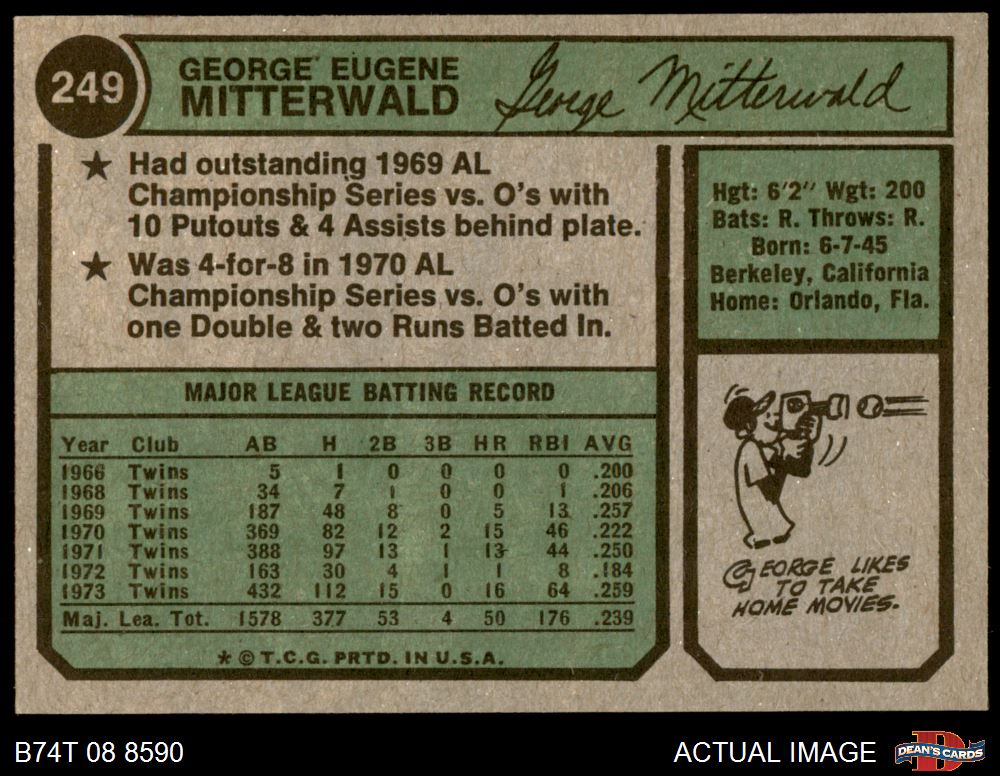 249
GEORGE EUGENE
MITTERWALD
George Mitterwald
★ Had outstanding 1969 AL
Championship Series vs. O's with
10 Putouts & 4 Assists behind plate.
★ Was 4-for-8 in 1970 AL
Championship Series vs. O's with
one Double & two Runs Batted In.
Hgt: 6'2" Wgt: 200
Bats: R. Throws: R.
Born: 6-7-45
Berkeley, California
Home: Orlando, Fla.
MAJOR LEAGUE BATTING RECORD
Year Club AB H 2B 3B HR RBI AVG
1966 Twins 5 1 0 0 0 0 .200
1968 Twins 34 7 1 0 0 1 .206
1969 Twins 187 48 8 0 5 13 .257
1970 Twins 369 82 12 2 15 46 .222
1971 Twins 388 97 13 1 13 44 .250
1972 Twins 163 30 4 1 1 8 .184
1973 Twins 432 112 15 0 16 64 .259
Maj. Lea. Tot. 1578 377 53 4 50 176 .239
* © T.C.G. PRTD. IN U.S.A.
GEORGE LIKES
TO TAKE
HOME MOVIES.
B74T 08 8590
ACTUAL IMAGE
DEAN'S CARDS